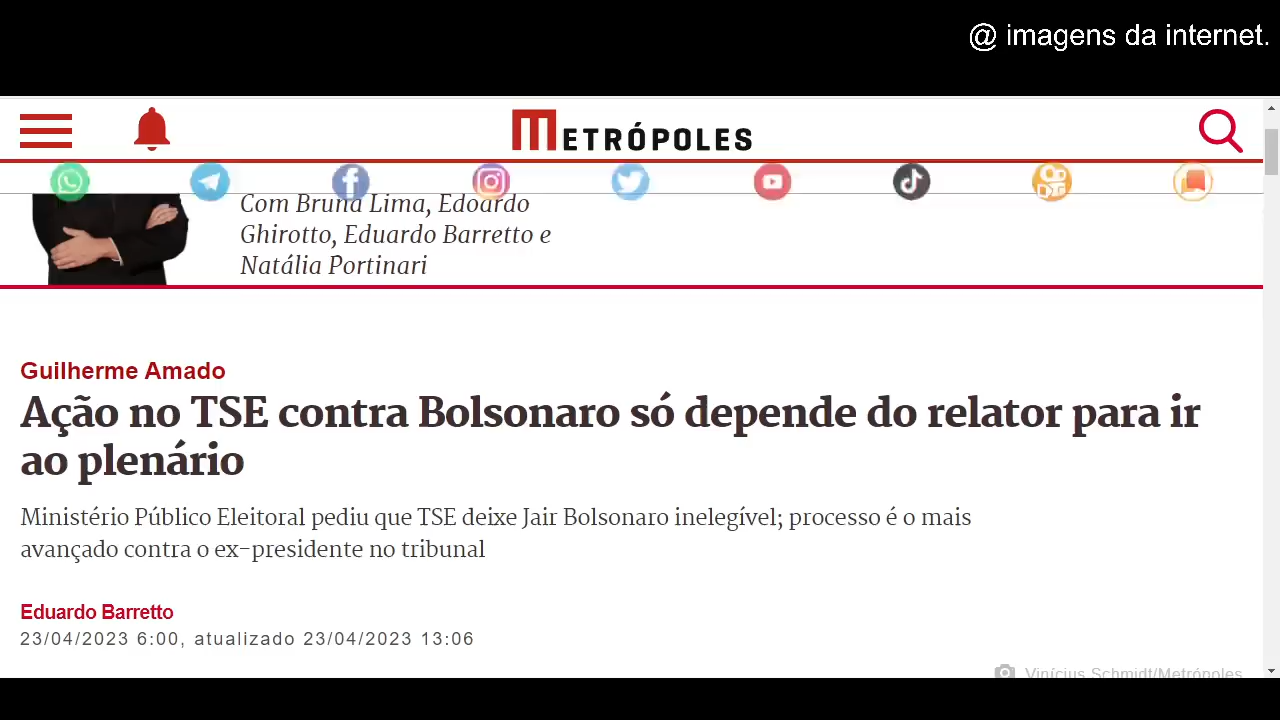 @ imagens da internet.
METRÓPOLES
Com Bruna Lima, Edoardo
Ghirotto, Eduardo Barretto e
Natália Portinari
Guilherme Amado
Ação no TSE contra Bolsonaro só depende do relator para ir
ao plenário
Ministério Público Eleitoral pediu que TSE deixe Jair Bolsonaro inelegível; processo é o mais
avançado contra o ex-presidente no tribunal
Eduardo Barretto
23/04/2023 6:00, atualizado 23/04/2023 13:06
Vinícius Schmidt/Metrópoles